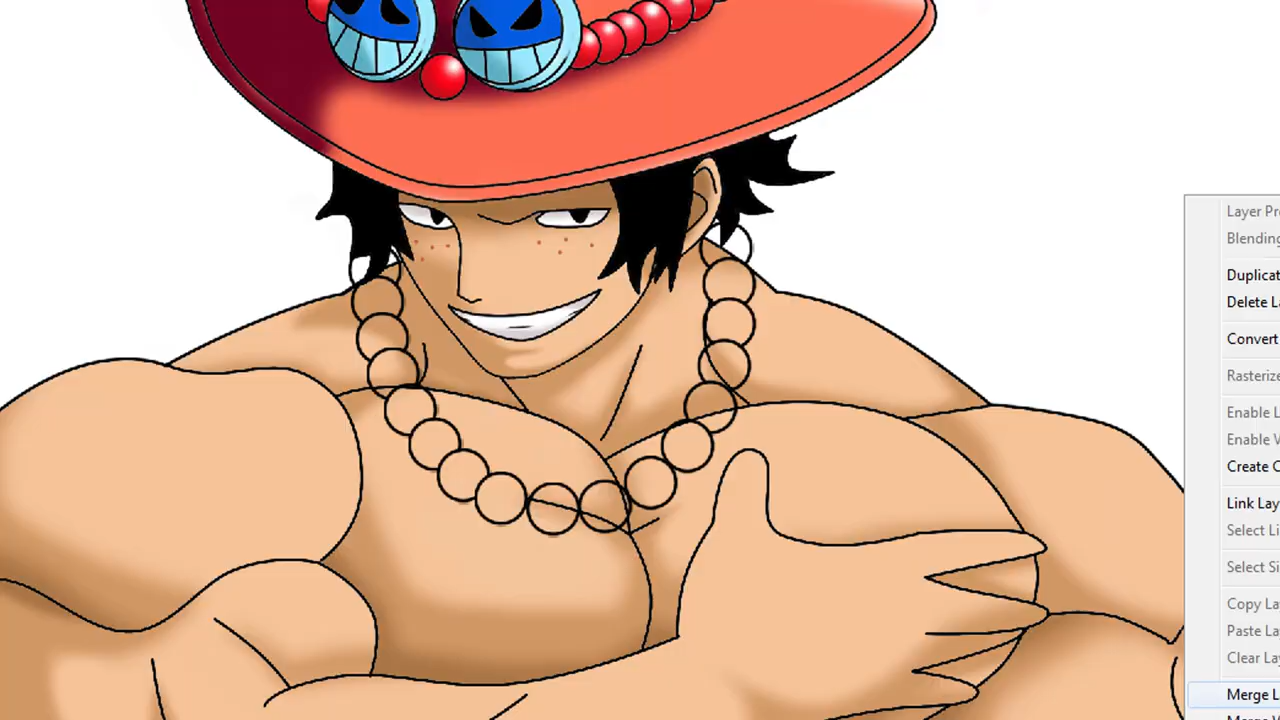 Layer Pr
Blending
Duplicat
Delete La
Convert
Rasterize
Enable L
Enable V
Create C
Link Lay
Select Li
Select Si
Copy La
Paste La
Clear Lay
Merge L